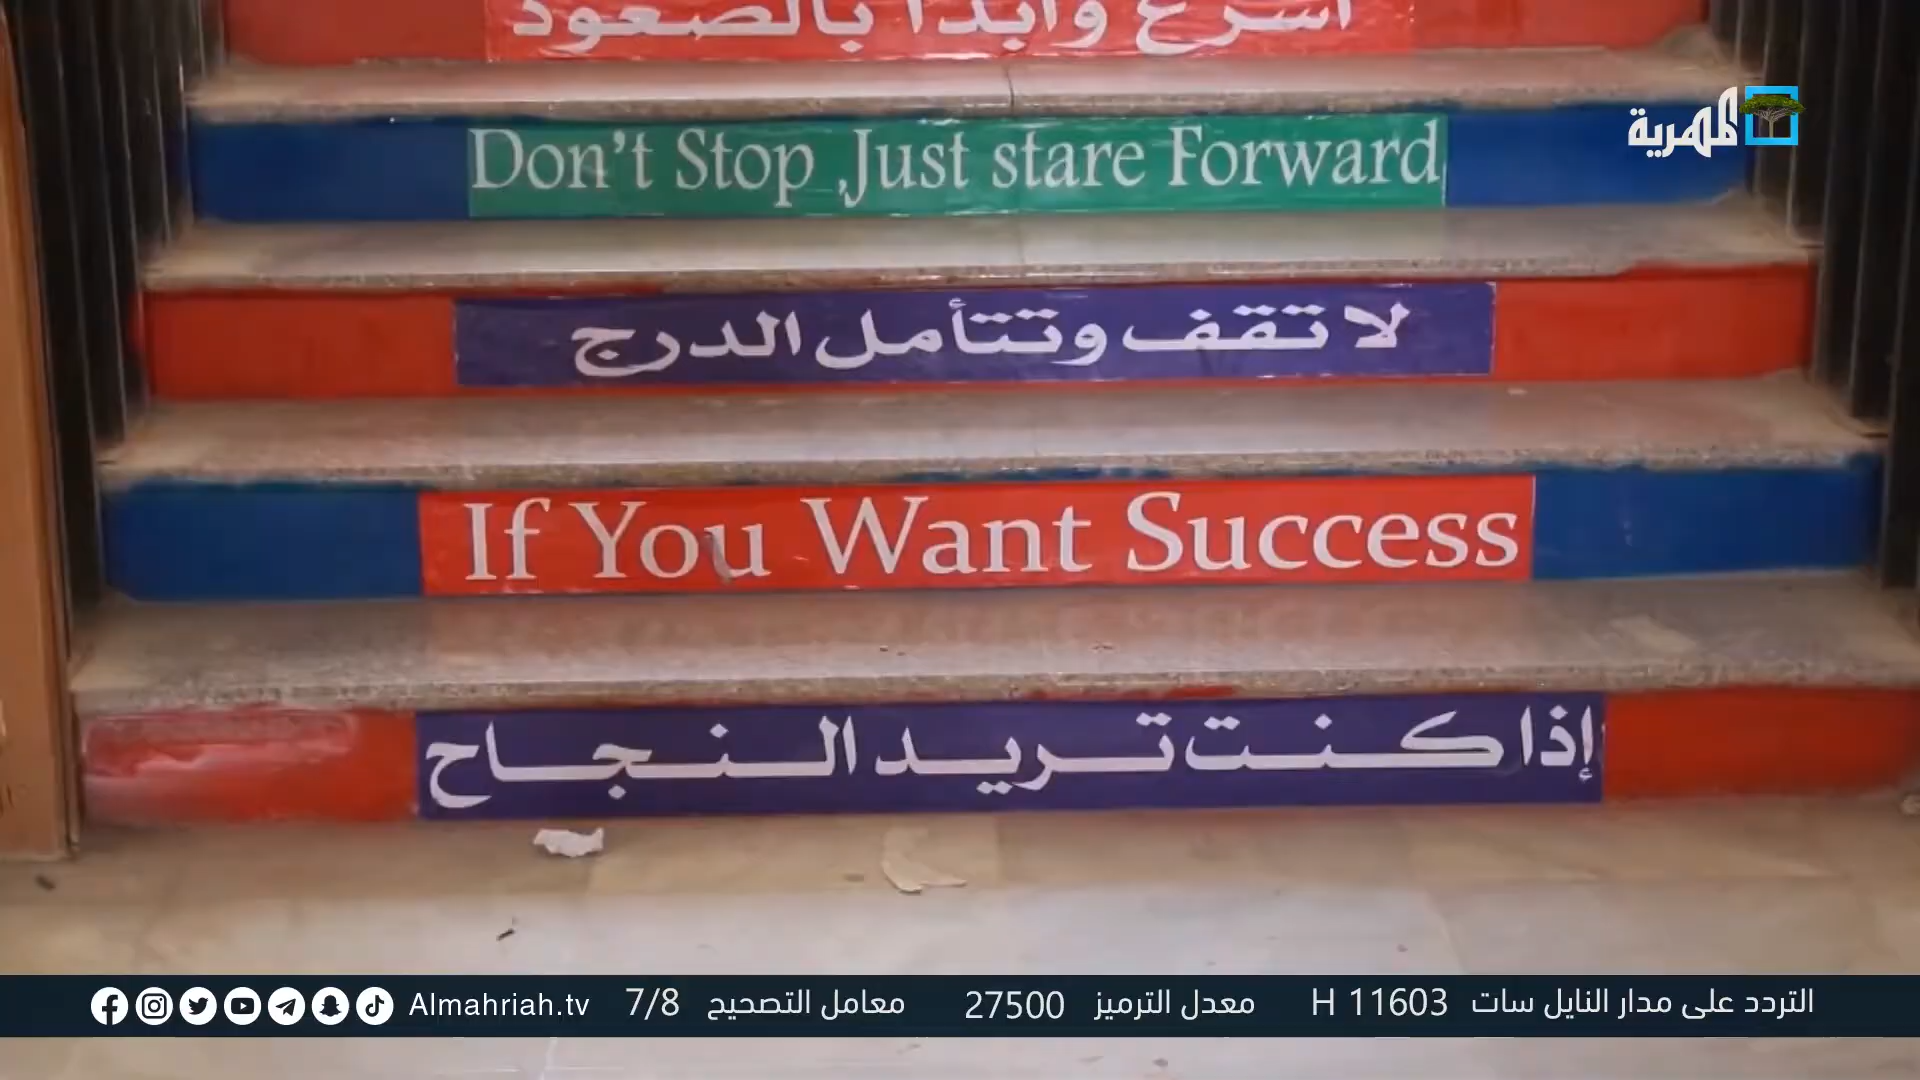 أسرع وابدأ بالصعود
Don't Stop ,Just stare Forward
المهرية
لا تقف وتتأمل الدرج
If You Want Success
إذا كنت تريد النجاح
التردد على مدار النايل سات H 11603 معدل الترميز 27500 معامل التصحيح 7/8 Almahriah.tv